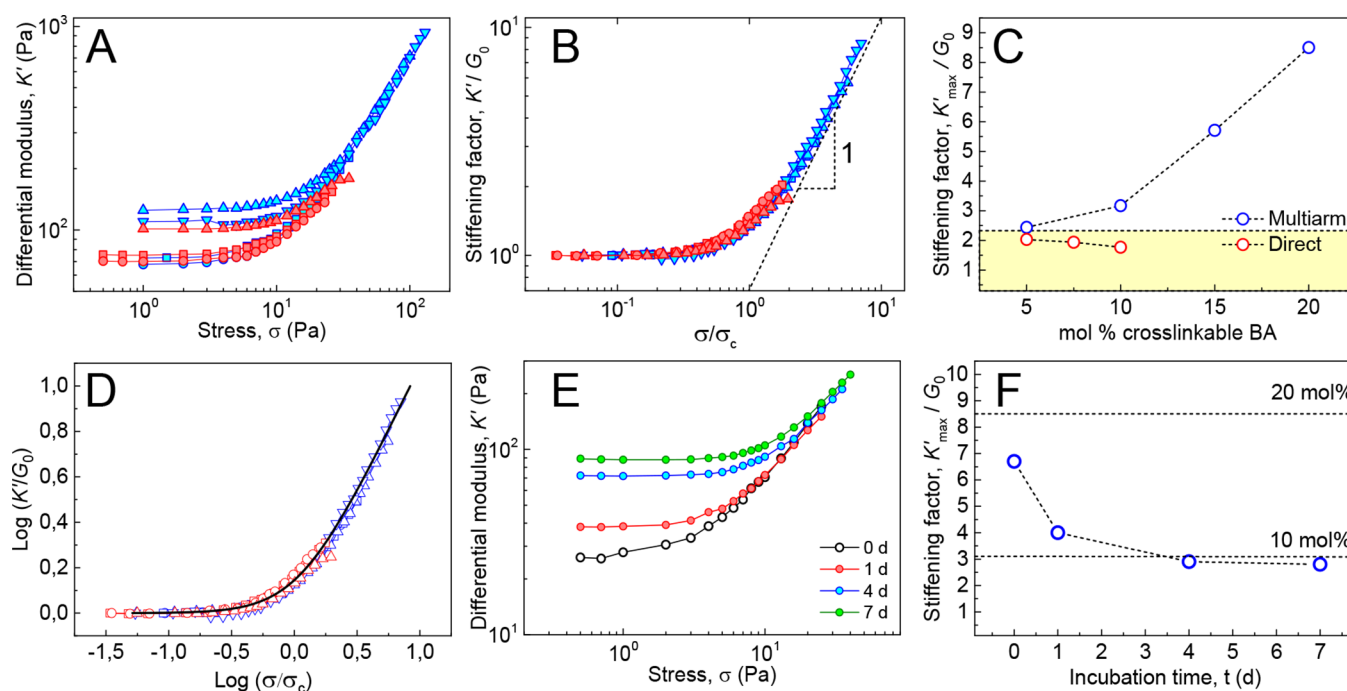 A
Differential modulus, K′ (Pa)
10³
10²
10⁰ 10¹ 10²
Stress, σ (Pa)
B
Stiffening factor, K′/ G₀
10¹
10⁰
1
10⁻¹ 10⁰ 10¹
σ/σc
C
Stiffening factor, K′max / G₀
9
8
7
6
5
4
3
2
1
Multiarm
Direct
5 10 15 20
mol % crosslinkable BA
D
Log (K′/G₀)
1,0
0,8
0,6
0,4
0,2
0,0
-1,5 -1,0 -0,5 0,0 0,5 1,0
Log (σ/σc)
E
Differential modulus, K′ (Pa)
10²
10¹
0 d
1 d
4 d
7 d
10⁰ 10¹
Stress, σ (Pa)
F
Stiffening factor, K′max / G₀
10
9
8
7
6
5
4
3
2
1
20 mol%
10 mol%
0 1 2 3 4 5 6 7
Incubation time, t (d)